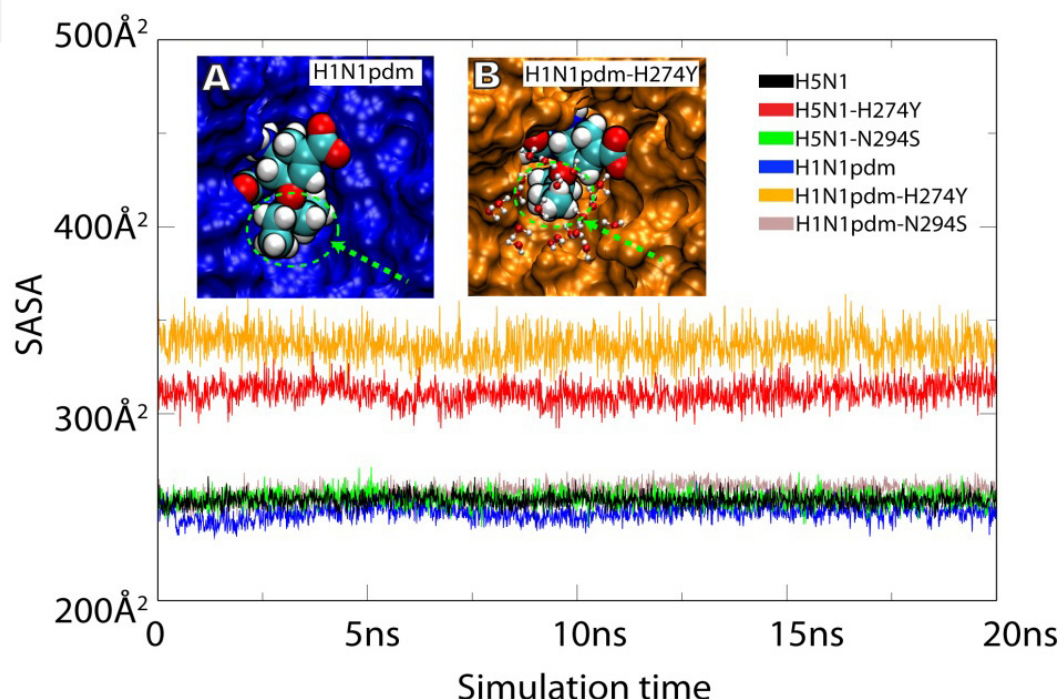 500Å²
A
H1N1pdm
B
H1N1pdm-H274Y
H5N1
H5N1-H274Y
H5N1-N294S
H1N1pdm
H1N1pdm-H274Y
H1N1pdm-N294S
400Å²
SASA
300Å²
200Å²
0 5ns 10ns 15ns 20ns
Simulation time